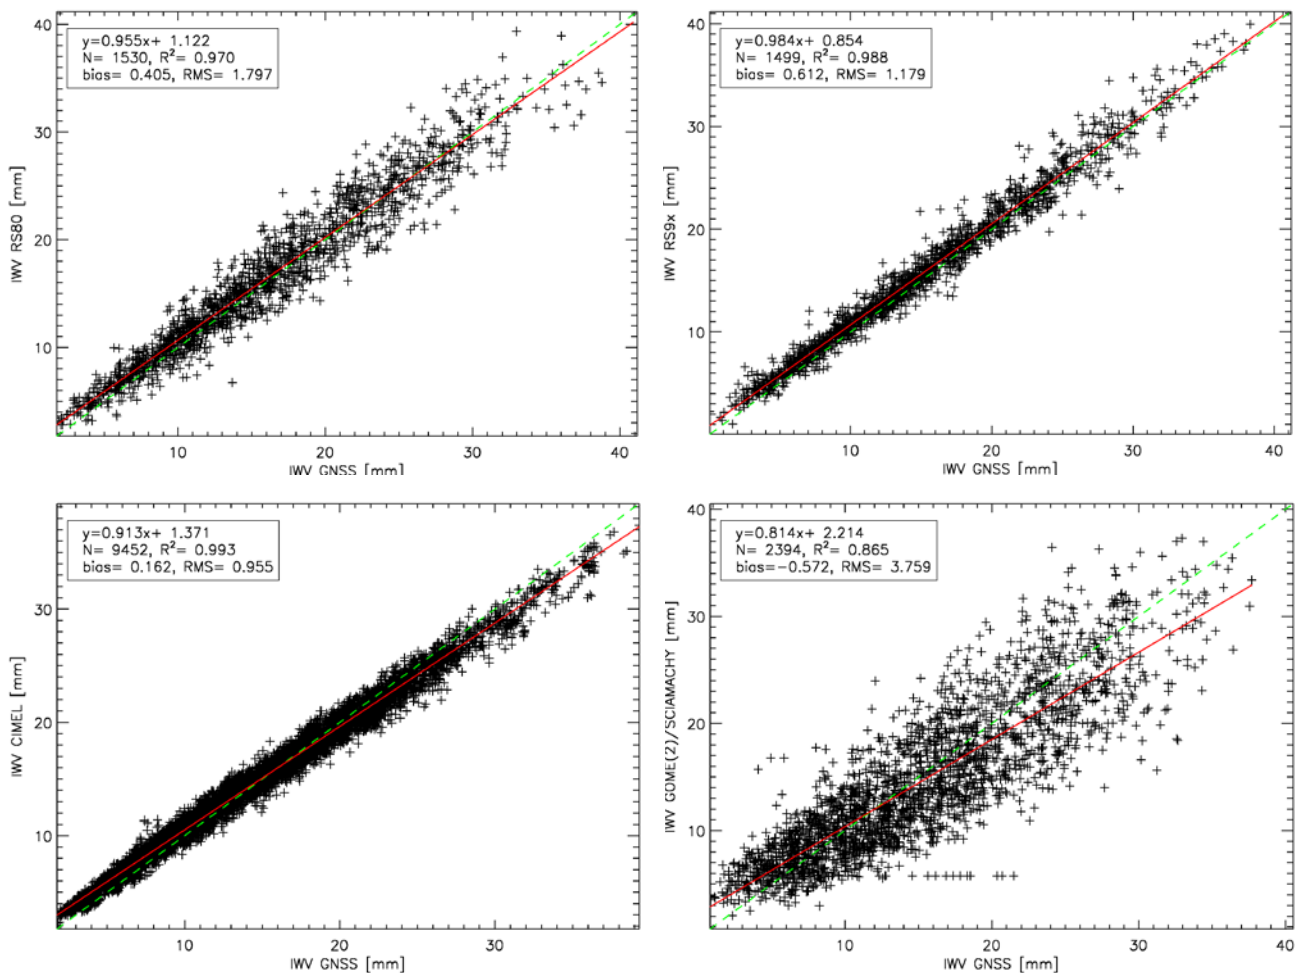 y=0.955x+ 1.122
N= 1530, R²= 0.970
bias= 0.405, RMS= 1.797
40
30
20
10
IWV RS80 [mm]
10 20 30 40
IWV GNSS [mm]
y=0.984x+ 0.854
N= 1499, R²= 0.988
bias= 0.612, RMS= 1.179
40
30
20
10
IWV RS9x [mm]
10 20 30 40
IWV GNSS [mm]
y=0.913x+ 1.371
N= 9452, R²= 0.993
bias= 0.162, RMS= 0.955
30
20
10
IWV CIMEL [mm]
10 20 30
IWV GNSS [mm]
y=0.814x+ 2.214
N= 2394, R²= 0.865
bias=−0.572, RMS= 3.759
40
30
20
10
IWV GOME(2)/SCIAMACHY [mm]
10 20 30 40
IWV GNSS [mm]